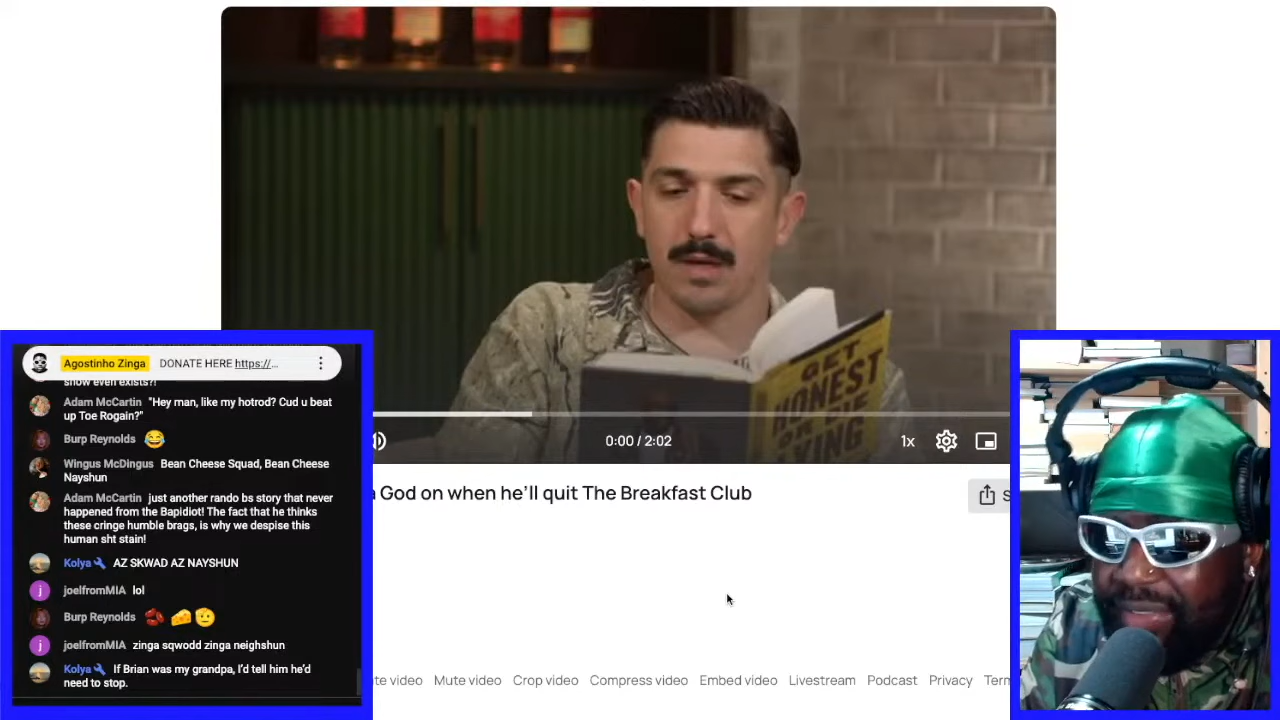 GET
HONEST
OR DIE
LYING
0:00 / 2:02
1x
a God on when he'll quit The Breakfast Club
Agostinho Zinga DONATE HERE https://...
show even exists?!
Adam McCartin "Hey man, like my hotrod? Cud u beat
up Toe Rogain?"
Burp Reynolds 😂
Wingus McDingus Bean Cheese Squad, Bean Cheese
Nayshun
Adam McCartin just another rando bs story that never
happened from the Bapidiot! The fact that he thinks
these cringe humble brags, is why we despise this
human sht stain!
Kolya AZ SKWAD AZ NAYSHUN
j joelfromMIA lol
Burp Reynolds 🫘 🧀 🫡
j joelfromMIA zinga sqwodd zinga neighshun
Kolya If Brian was my grandpa, I'd tell him he'd
need to stop.
te video Mute video Crop video Compress video Embed video Livestream Podcast Privacy Term